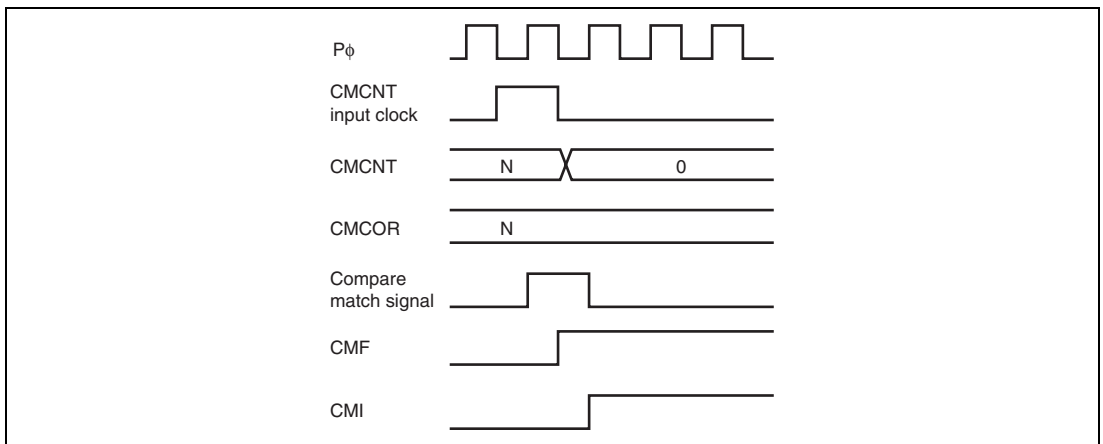 Pϕ
CMCNT
input clock
CMCNT
N
0
CMCOR
N
Compare
match signal
CMF
CMI